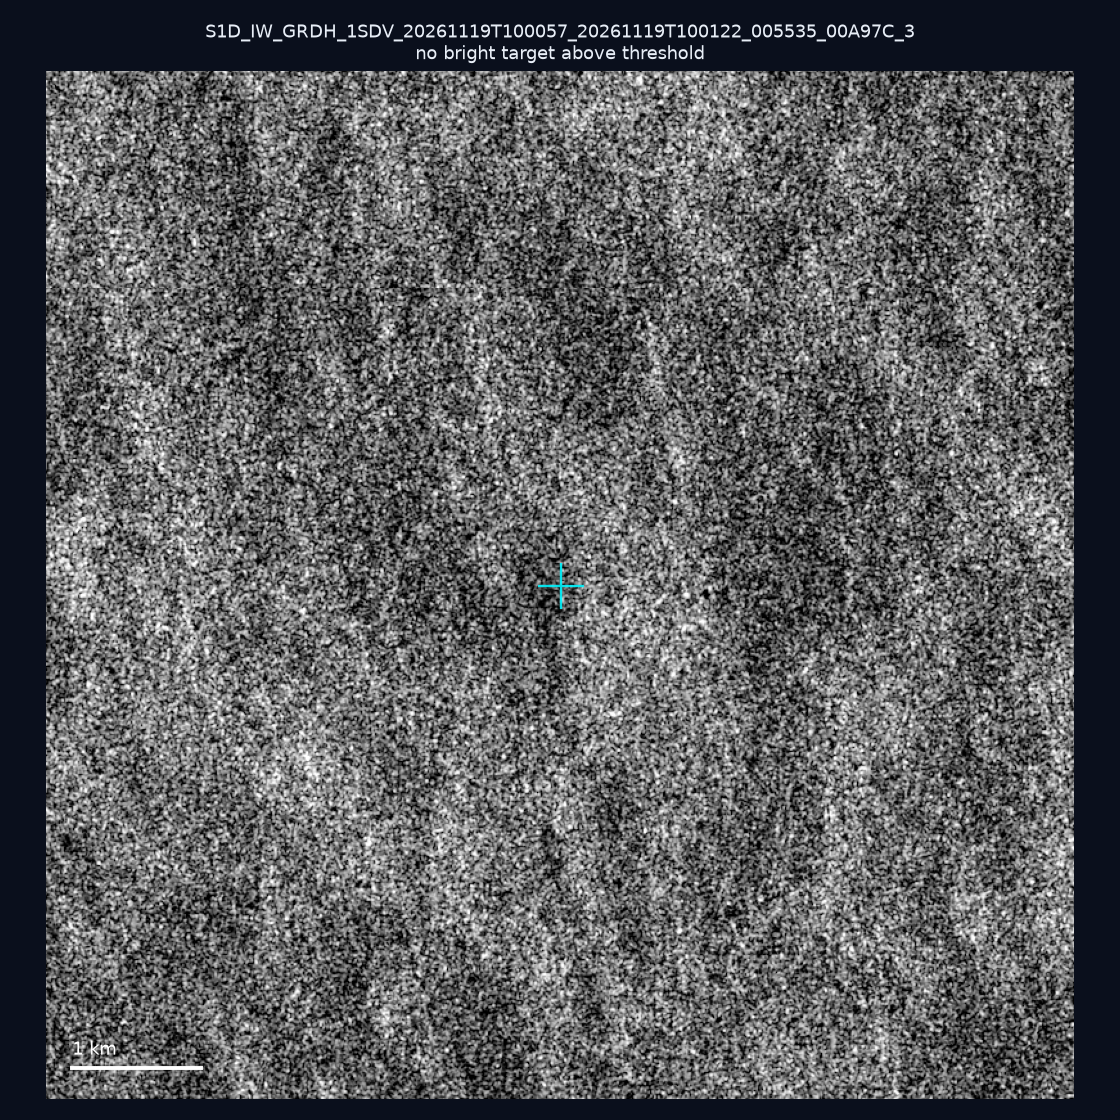 S1D_IW_GRDH_1SDV_20261119T100057_20261119T100122_005535_00A97C_3
no bright target above threshold
1 km